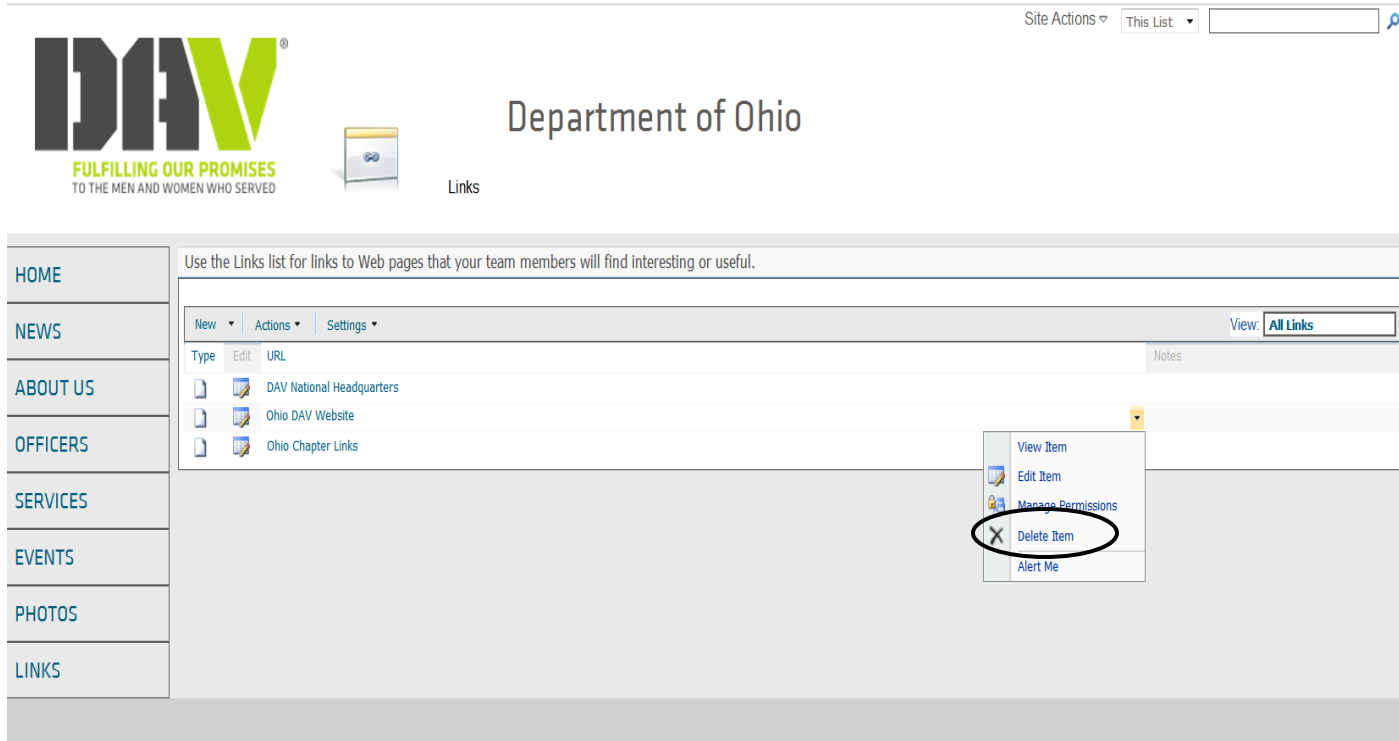 Site Actions
This List
DAV®
FULFILLING OUR PROMISES
TO THE MEN AND WOMEN WHO SERVED
Department of Ohio
Links
HOME
NEWS
ABOUT US
OFFICERS
SERVICES
EVENTS
PHOTOS
LINKS
Use the Links list for links to Web pages that your team members will find interesting or useful.
New Actions Settings View: All Links
Type Edit URL Notes
DAV National Headquarters
Ohio DAV Website
Ohio Chapter Links
View Item
Edit Item
Manage Permissions
Delete Item
Alert Me